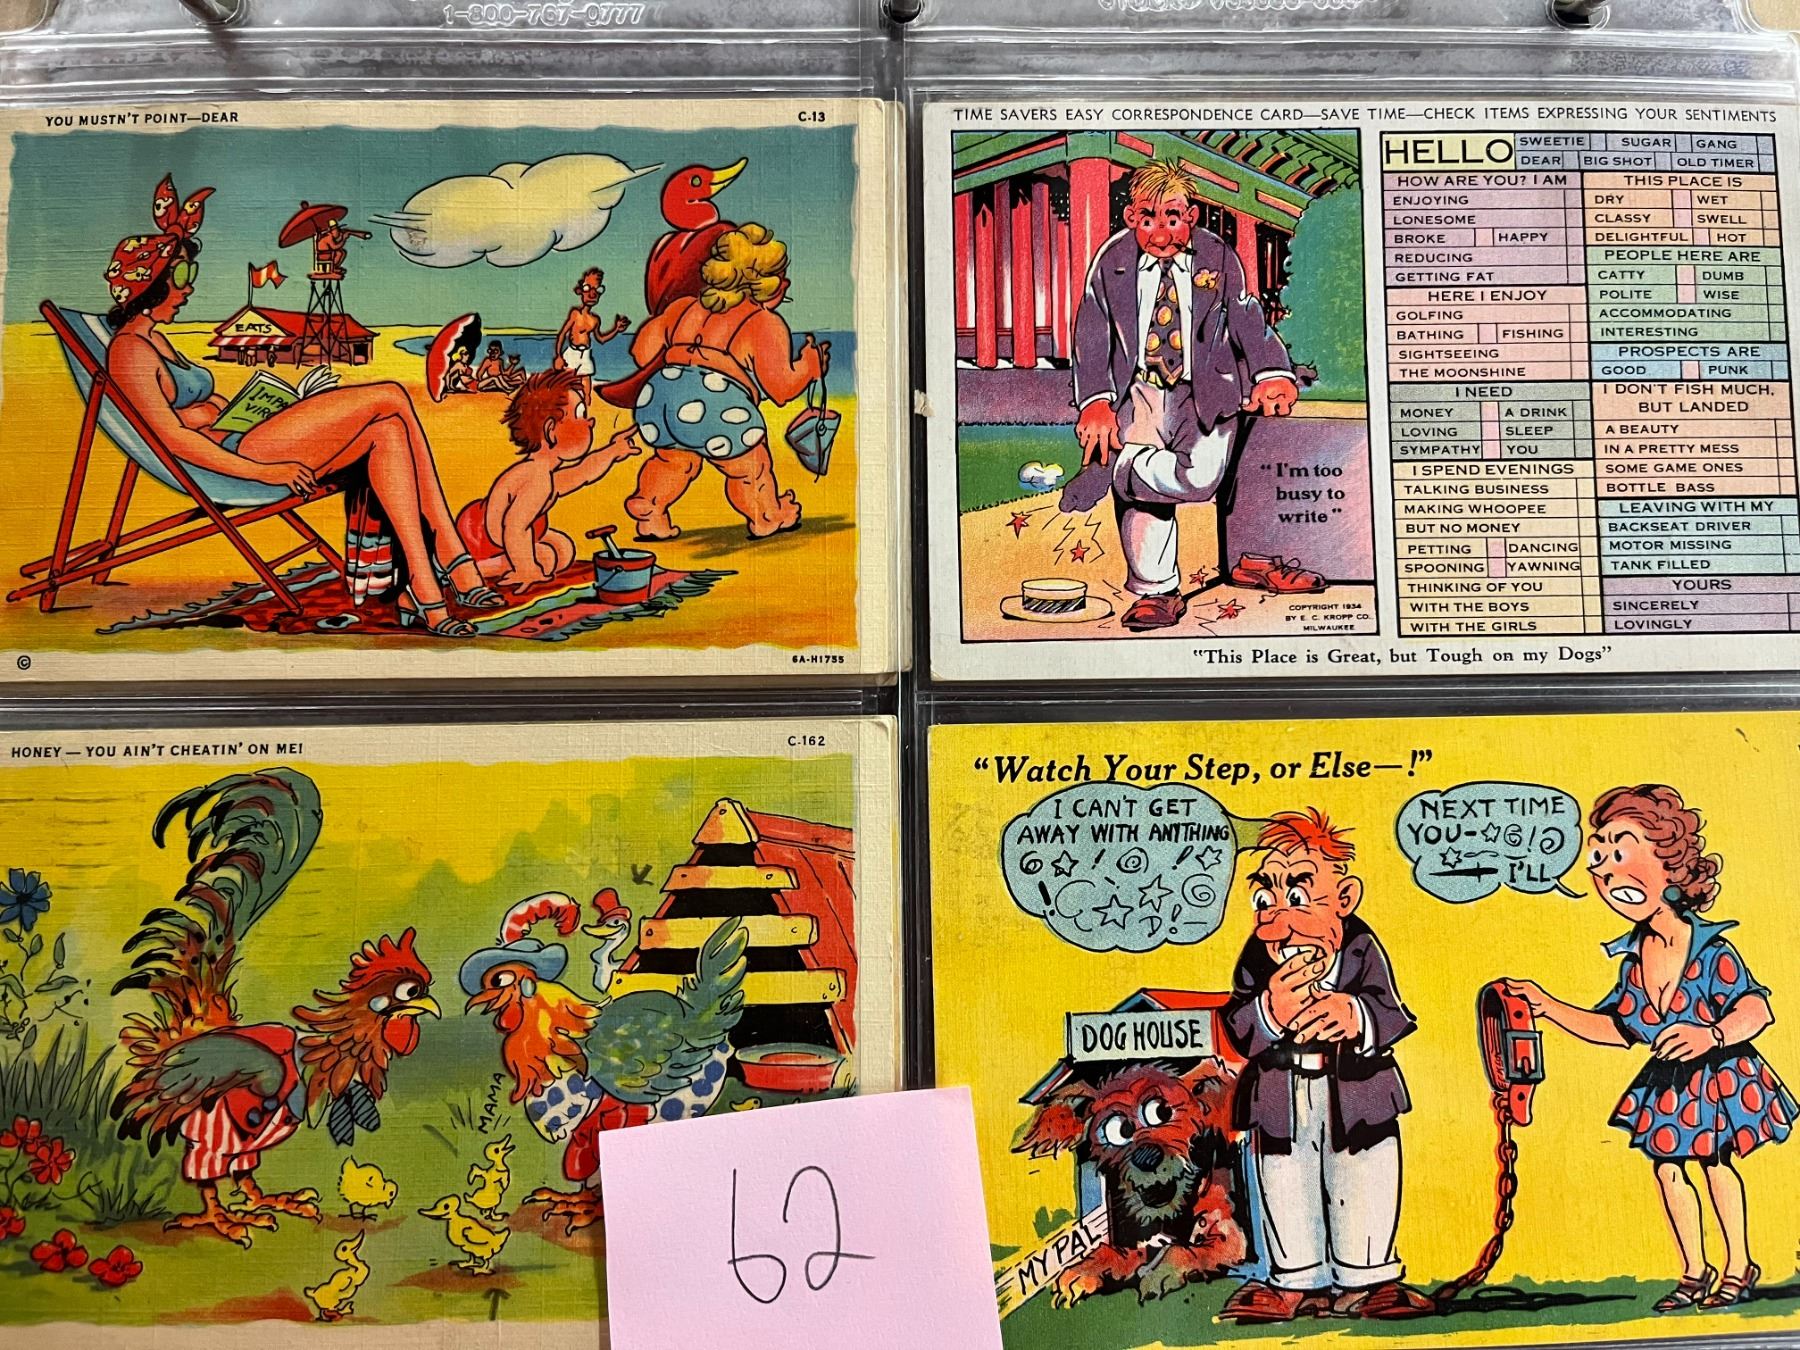 1-800-767-0777
YOU MUSTN'T POINT—DEAR
C-13
EATS
©
6A-H1755
TIME SAVERS EASY CORRESPONDENCE CARD—SAVE TIME—CHECK ITEMS EXPRESSING YOUR SENTIMENTS
"I'm too
busy to
write"
COPYRIGHT 1934
BY E. C. KROPP CO.
MILWAUKEE
HELLO
SWEETIE SUGAR GANG
DEAR BIG SHOT OLD TIMER
HOW ARE YOU? I AM
ENJOYING
LONESOME
BROKE HAPPY
REDUCING
GETTING FAT
HERE I ENJOY
GOLFING
BATHING FISHING
SIGHTSEEING
THE MOONSHINE
I NEED
MONEY A DRINK
LOVING SLEEP
SYMPATHY YOU
I SPEND EVENINGS
TALKING BUSINESS
MAKING WHOOPEE
BUT NO MONEY
PETTING DANCING
SPOONING YAWNING
THINKING OF YOU
WITH THE BOYS
WITH THE GIRLS
THIS PLACE IS
DRY WET
CLASSY SWELL
DELIGHTFUL HOT
PEOPLE HERE ARE
CATTY DUMB
POLITE WISE
ACCOMMODATING
INTERESTING
PROSPECTS ARE
GOOD PUNK
I DON'T FISH MUCH,
BUT LANDED
A BEAUTY
IN A PRETTY MESS
SOME GAME ONES
BOTTLE BASS
LEAVING WITH MY
BACKSEAT DRIVER
MOTOR MISSING
TANK FILLED
YOURS
SINCERELY
LOVINGLY
"This Place is Great, but Tough on my Dogs"
HONEY—YOU AIN'T CHEATIN' ON ME!
C-162
MAMA
"Watch Your Step, or Else—!"
I CAN'T GET
AWAY WITH ANYTHING
NEXT TIME
YOU-
I'LL
DOG HOUSE
MY PAL
62